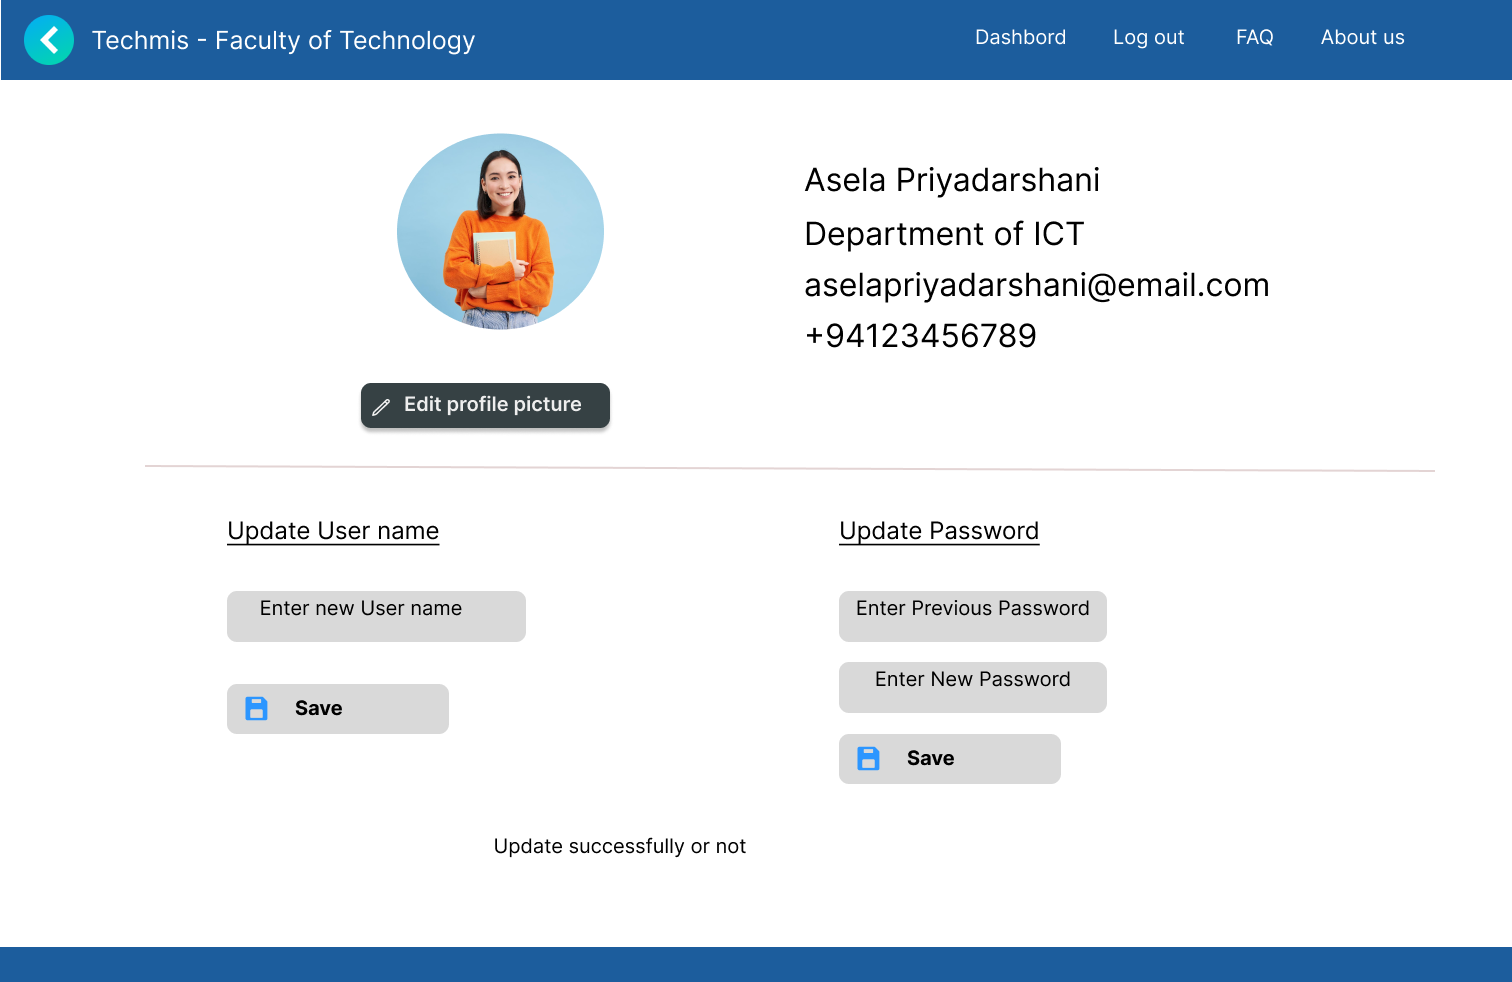 Techmis - Faculty of Technology
Dashbord
Log out
FAQ
About us
Asela Priyadarshani
Department of ICT
aselapriyadarshani@email.com
+94123456789
Edit profile picture
Update User name
Enter new User name
Save
Update Password
Enter Previous Password
Enter New Password
Save
Update successfully or not